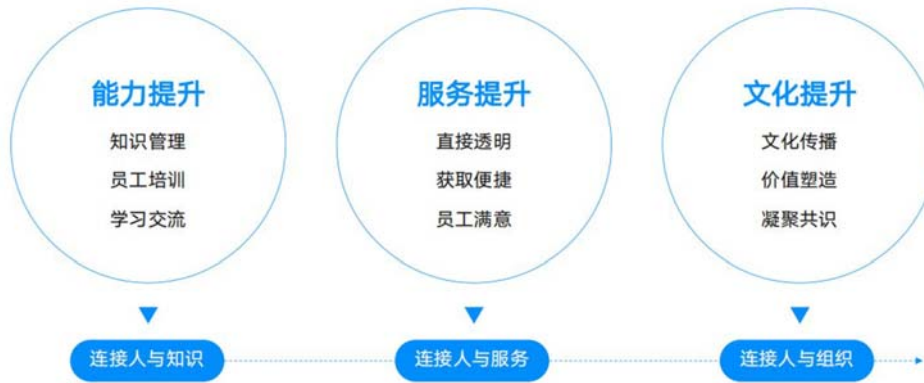 能力提升
知识管理
员工培训
学习交流
服务提升
直接透明
获取便捷
员工满意
文化提升
文化传播
价值塑造
凝聚共识
连接人与知识
连接人与服务
连接人与组织